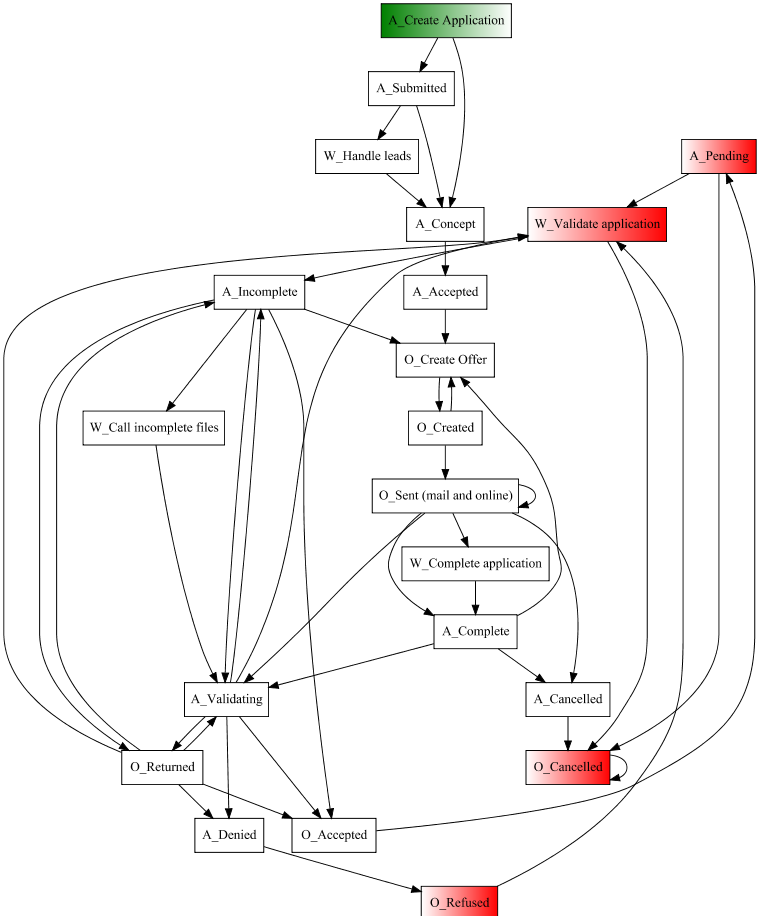 A_Create Application
A_Submitted
W_Handle leads
A_Pending
A_Concept
W_Validate application
A_Incomplete
A_Accepted
O_Create Offer
W_Call incomplete files
O_Created
O_Sent (mail and online)
W_Complete application
A_Complete
A_Validating
A_Cancelled
O_Returned
O_Cancelled
A_Denied
O_Accepted
O_Refused